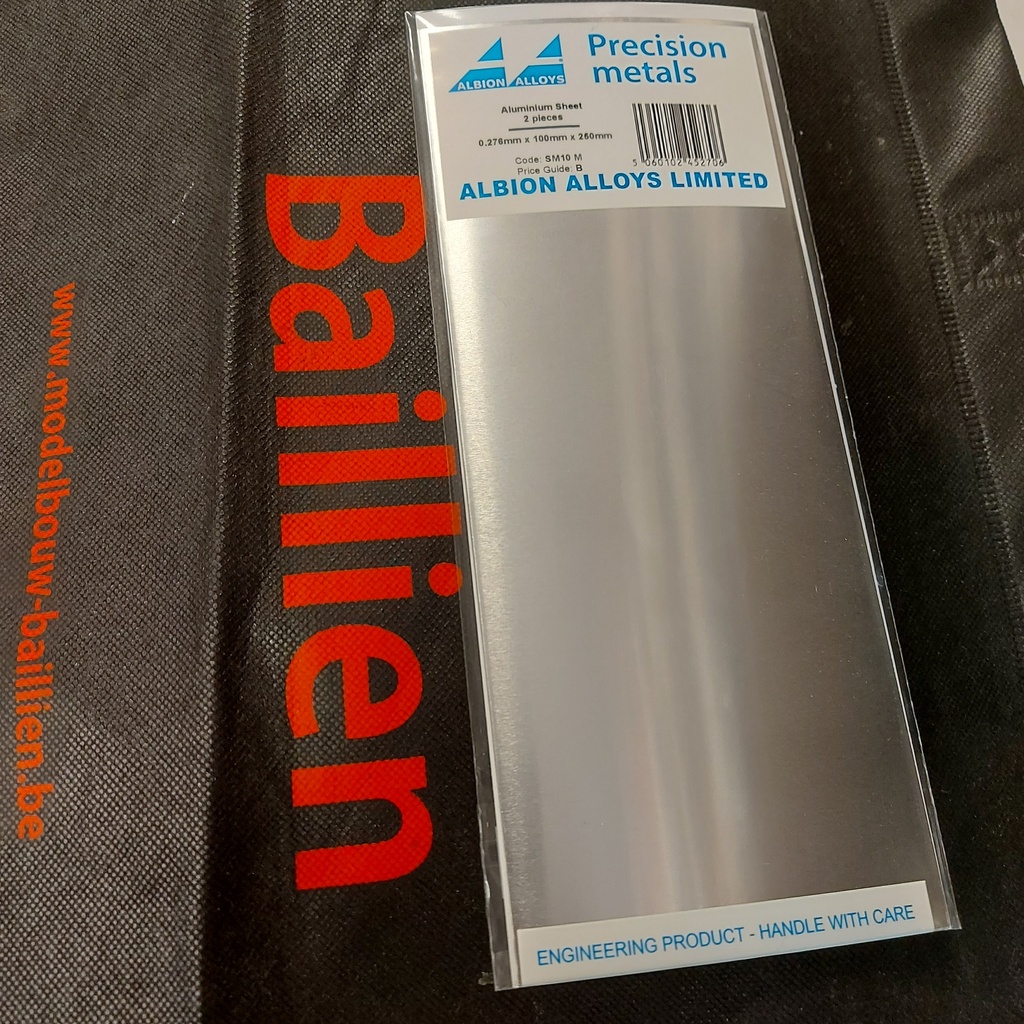 ALBION ALLOYS
Precision
metals
Aluminium Sheet
2 pieces
0.276mm x 100mm x 250mm
Code: SM10 M
Price Guide: B
5 060102 452706
ALBION ALLOYS LIMITED
ENGINEERING PRODUCT - HANDLE WITH CARE
Baillien
www.modelbouw-baillien.be